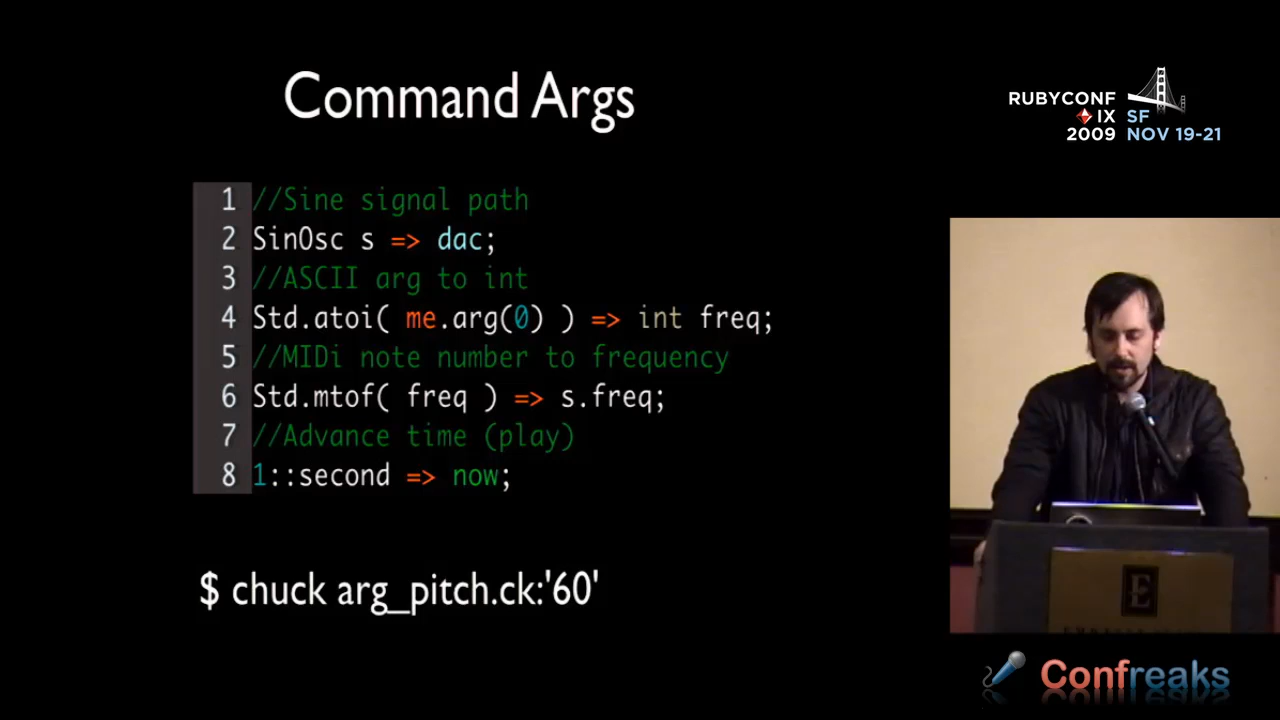 Command Args
RUBYCONF
IX
2009
SF
NOV 19-21
1 //Sine signal path
2 SinOsc s => dac;
3 //ASCII arg to int
4 Std.atoi( me.arg(0) ) => int freq;
5 //MIDi note number to frequency
6 Std.mtof( freq ) => s.freq;
7 //Advance time (play)
8 1::second => now;
$ chuck arg_pitch.ck:'60'
E
Confreaks